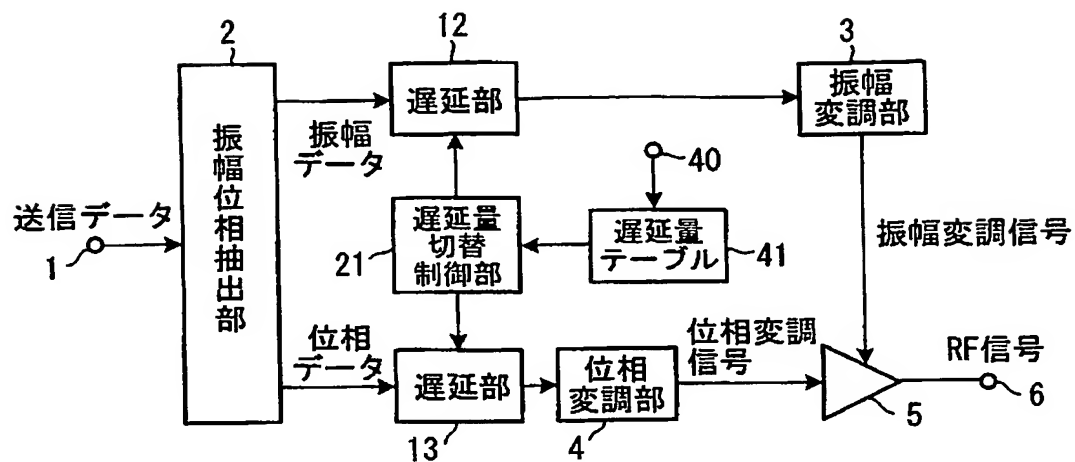 2
12
3
振幅位相抽出部
遅延部
振幅
変調部
振幅
データ
40
送信データ
1
遅延量
切替
制御部
21
遅延量
テーブル
41
振幅変調信号
位相
データ
遅延部
13
位相
変調部
4
位相変調
信号
5
RF信号
6